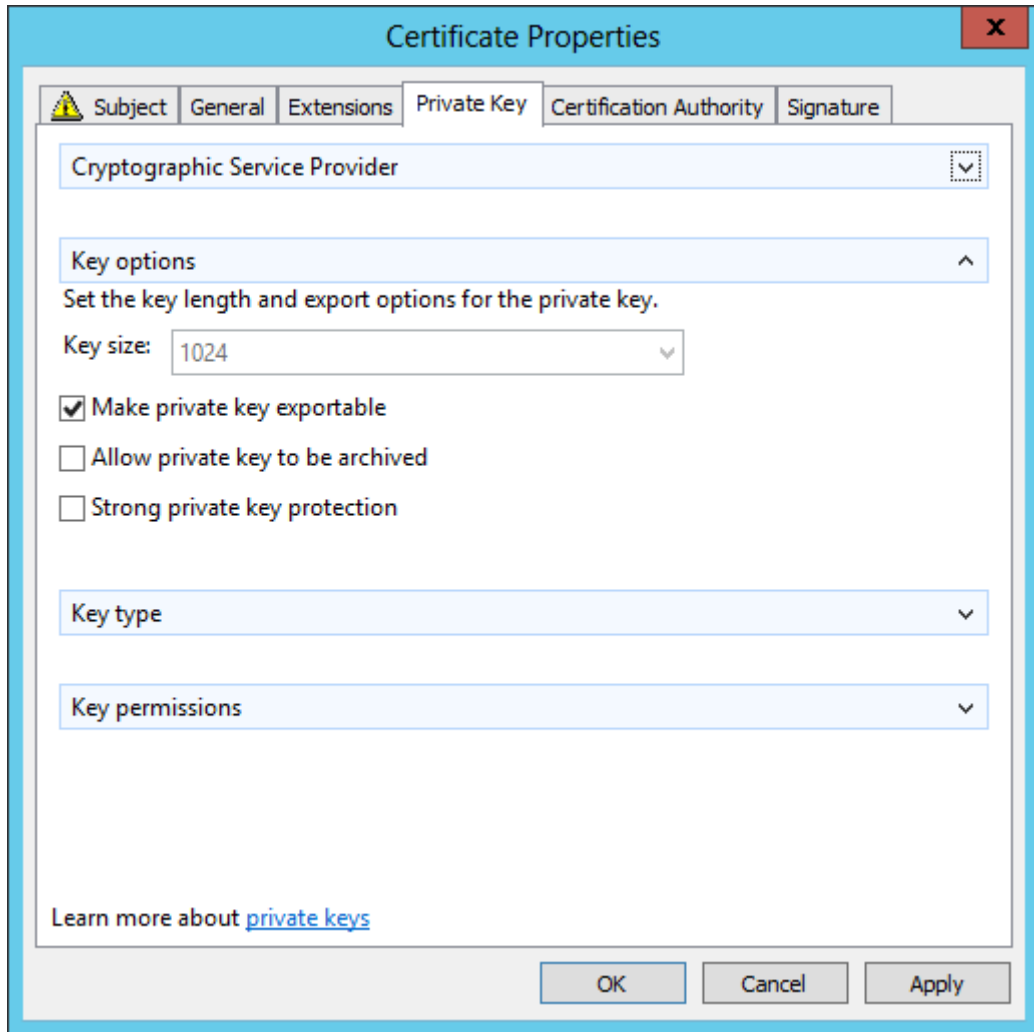 Certificate Properties
x
Subject General Extensions Private Key Certification Authority Signature
Cryptographic Service Provider
Key options
Set the key length and export options for the private key.
Key size: 1024
Make private key exportable
Allow private key to be archived
Strong private key protection
Key type
Key permissions
Learn more about private keys
OK Cancel Apply